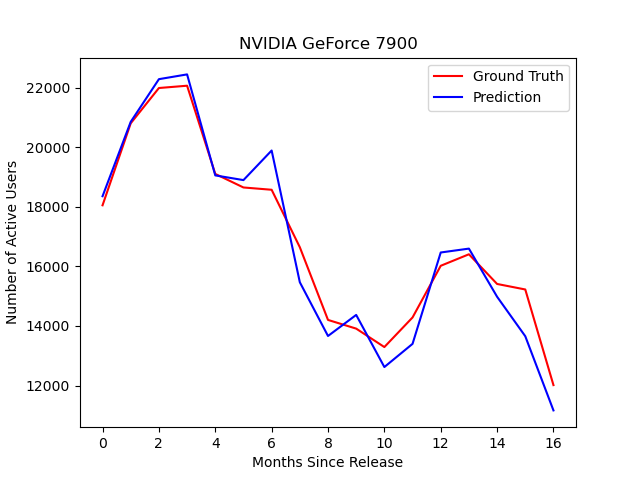 NVIDIA GeForce 7900
Ground Truth
Prediction
Number of Active Users
22000
20000
18000
16000
14000
12000
0 2 4 6 8 10 12 14 16
Months Since Release